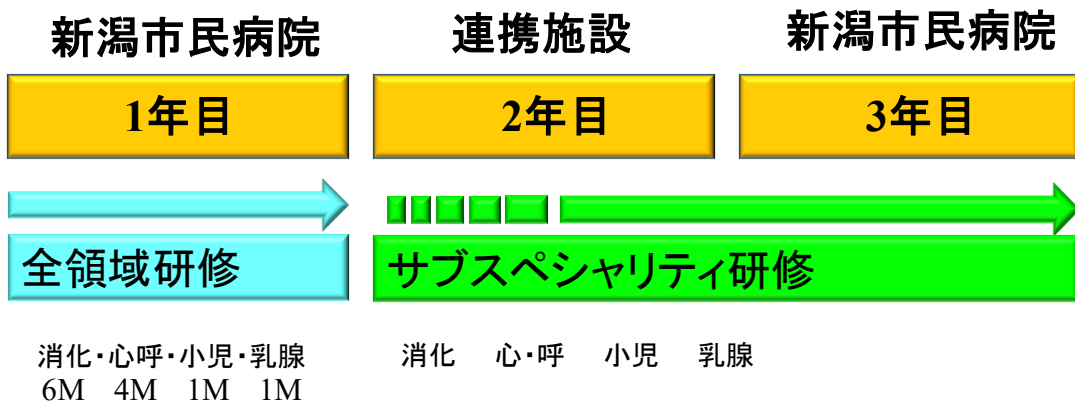 新潟市民病院 連携施設 新潟市民病院
1年目 2年目 3年目
全領域研修 サブスペシャリティ研修
消化・心呼・小児・乳腺 消化 心・呼 小児 乳腺
6M 4M 1M 1M